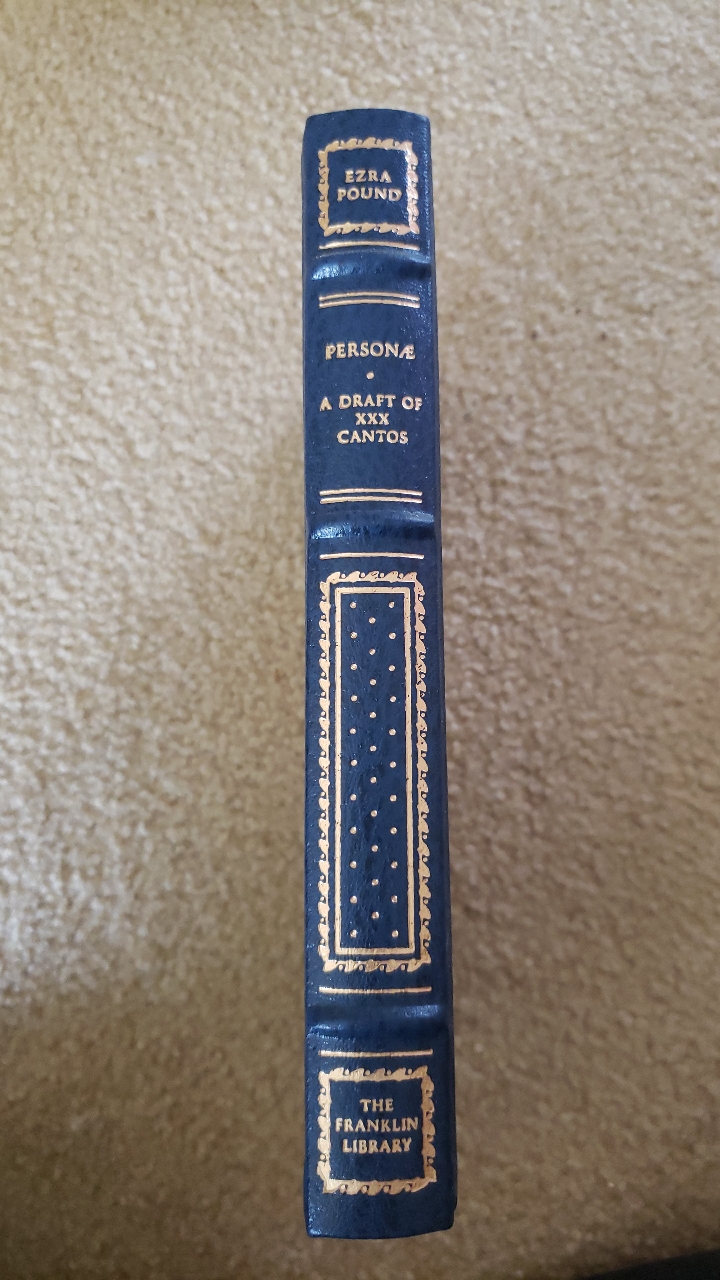 EZRA
POUND
PERSONÆ
•
A DRAFT OF
XXX
CANTOS
THE
FRANKLIN
LIBRARY